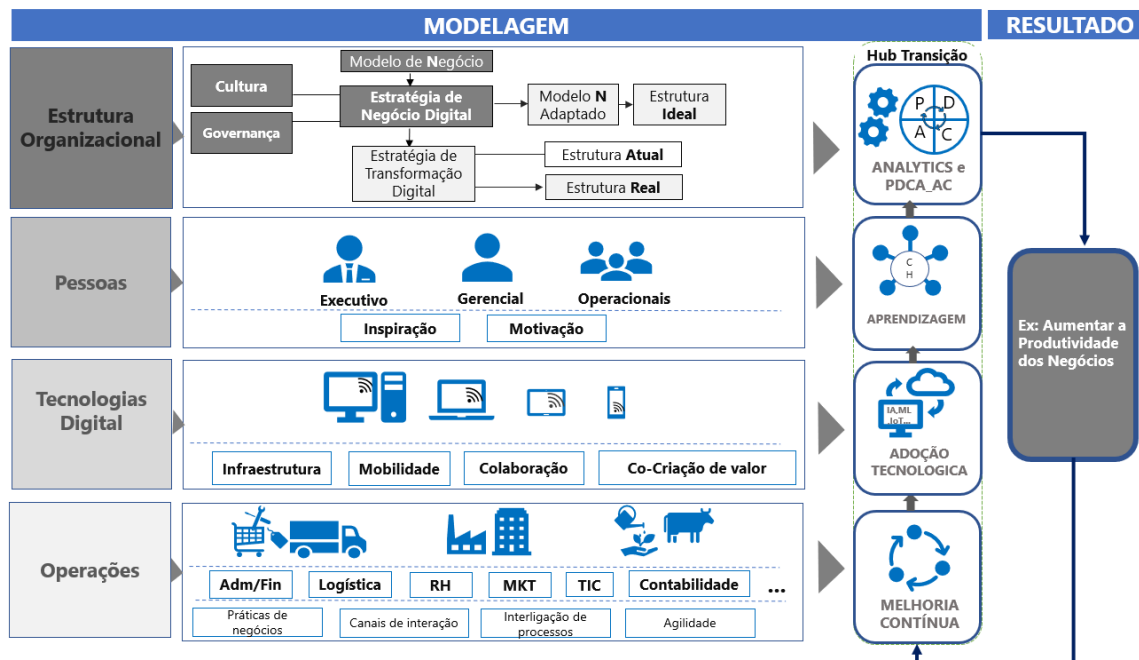 MODELAGEM
RESULTADO
Estrutura
Organizacional
Cultura
Governança
Modelo de Negócio
Estratégia de
Negócio Digital
Modelo N
Adaptado
Estrutura
Ideal
Estratégia de
Transformação
Digital
Estrutura Atual
Estrutura Real
Hub Transição
P D
A C
ANALYTICS e
PDCA_AC
Pessoas
Executivo
Gerencial
Operacionais
Inspiração
Motivação
C
H
APRENDIZAGEM
Ex: Aumentar a
Produtividade
dos Negócios
Tecnologias
Digital
Infraestrutura
Mobilidade
Colaboração
Co-Criação de valor
IA,ML
.IoT...
ADOÇÃO
TECNOLOGICA
Operações
Adm/Fin
Logística
RH
MKT
TIC
Contabilidade
...
Práticas de
negócios
Canais de interação
Interligação de
processos
Agilidade
MELHORIA
CONTÍNUA